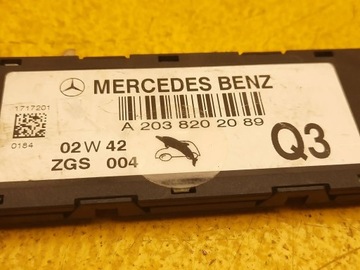 MERCEDES BENZ
1717201
A 203 820 20 89
0184
02 W 42
ZGS 004
Q3